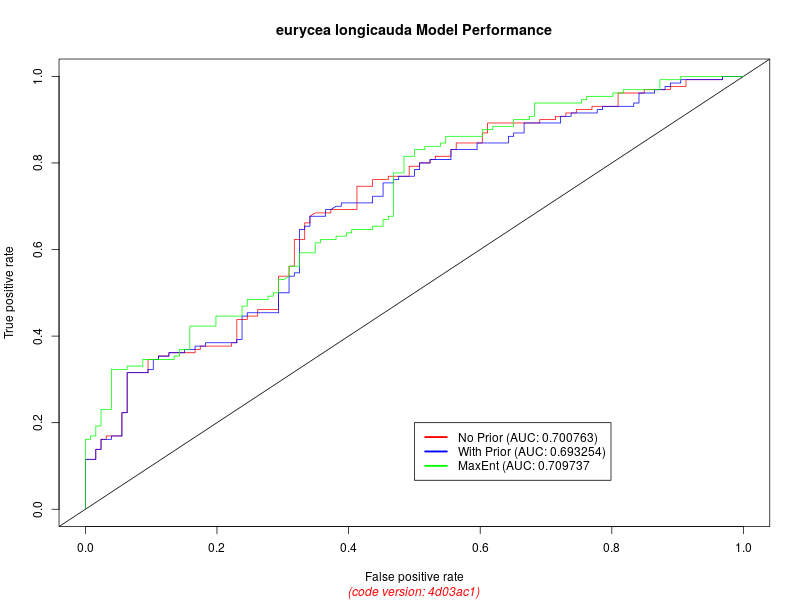 eurycea longicauda Model Performance
True positive rate
1.0
0.8
0.6
0.4
0.2
0.0
No Prior (AUC: 0.700763)
With Prior (AUC: 0.693254)
MaxEnt (AUC: 0.709737
0.0 0.2 0.4 0.6 0.8 1.0
False positive rate
(code version: 4d03ac1)